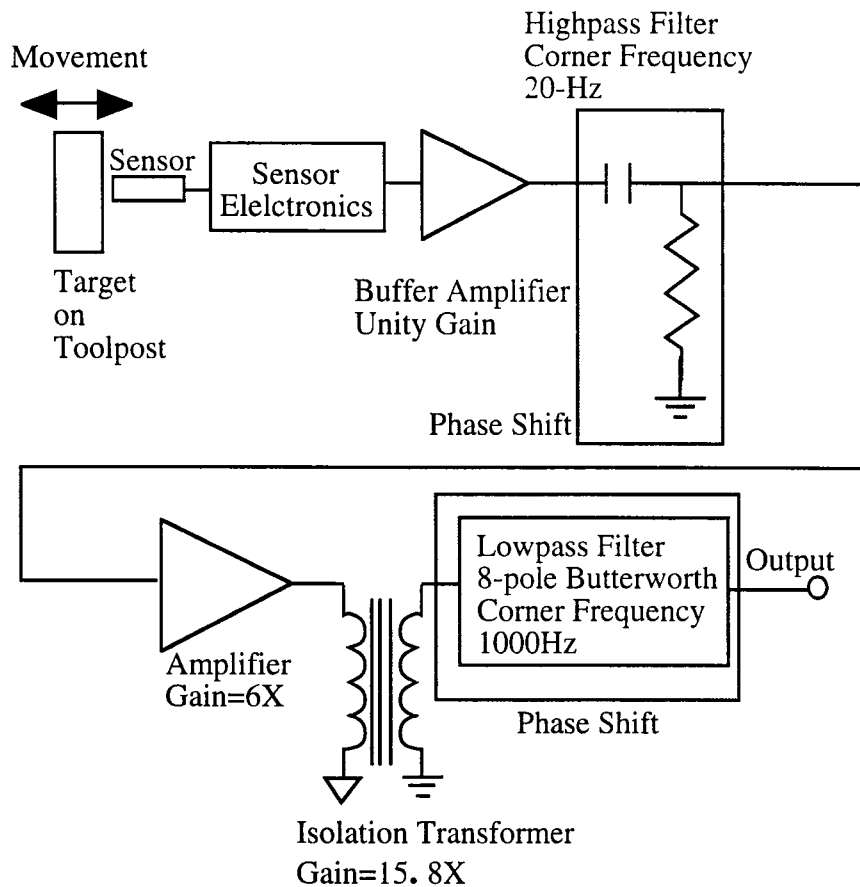 Highpass Filter
Corner Frequency
20-Hz
Movement
Sensor
Sensor
Elelctronics
Target
on
Toolpost
Buffer Amplifier
Unity Gain
Phase Shift
Lowpass Filter
8-pole Butterworth
Corner Frequency
1000Hz
Output
Amplifier
Gain=6X
Phase Shift
Isolation Transformer
Gain=15. 8X